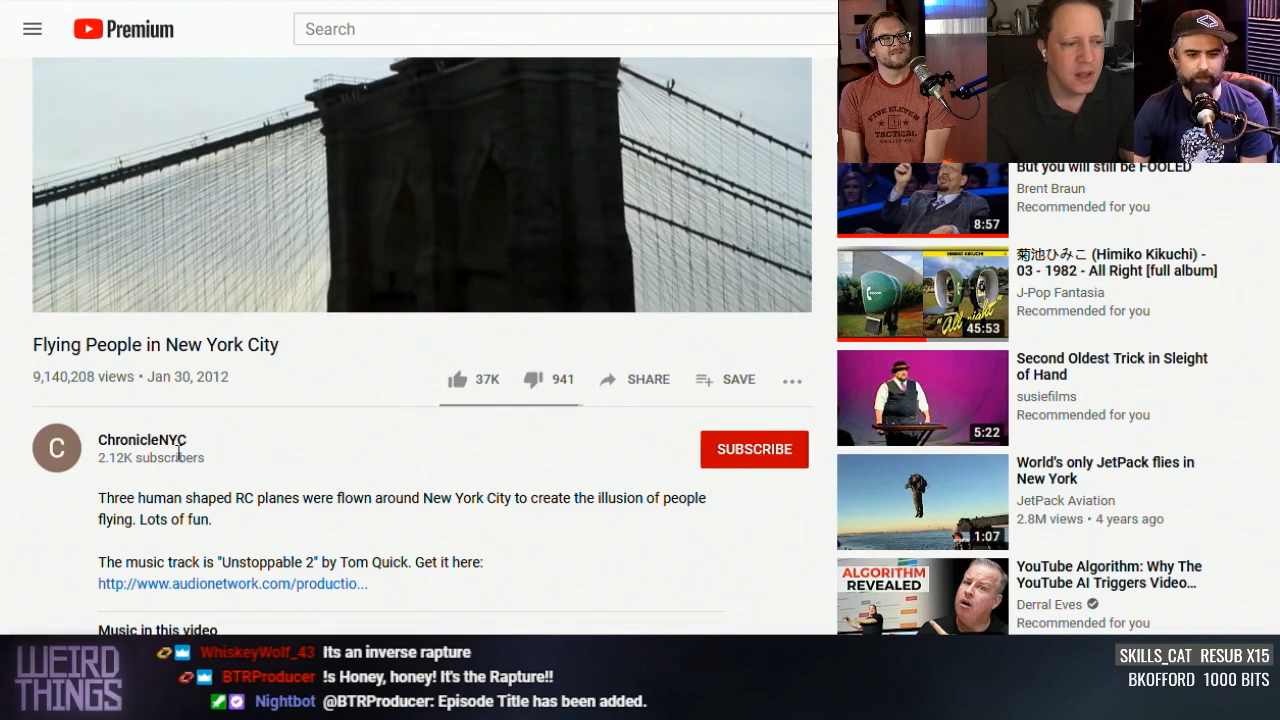 Premium
Search
Flying People in New York City
9,140,208 views • Jan 30, 2012
37K
941
SHARE
SAVE
C
ChronicleNYC
2.12K subscribers
SUBSCRIBE
Three human shaped RC planes were flown around New York City to create the illusion of people
flying. Lots of fun.
The music track is "Unstoppable 2" by Tom Quick. Get it here:
http://www.audionetwork.com/productio...
Music in this video
FIVE ELEVEN
TACTICAL
But you will still be FOOLED
Brent Braun
Recommended for you
8:57
菊池ひみこ (Himiko Kikuchi) -
03 - 1982 - All Right [full album]
J-Pop Fantasia
Recommended for you
HIMIKO KIKUCHI
"All right"
45:53
Second Oldest Trick in Sleight
of Hand
susiefilms
Recommended for you
5:22
World's only JetPack flies in
New York
JetPack Aviation
2.8M views • 4 years ago
1:07
YouTube Algorithm: Why The
YouTube AI Triggers Video...
Derral Eves
Recommended for you
ALGORITHM
REVEALED
WEIRD
THINGS
WhiskeyWolf_43 Its an inverse rapture
BTRProducer !s Honey, honey! It's the Rapture!!
Nightbot @BTRProducer: Episode Title has been added.
SKILLS_CAT RESUB X15
BKOFFORD 1000 BITS